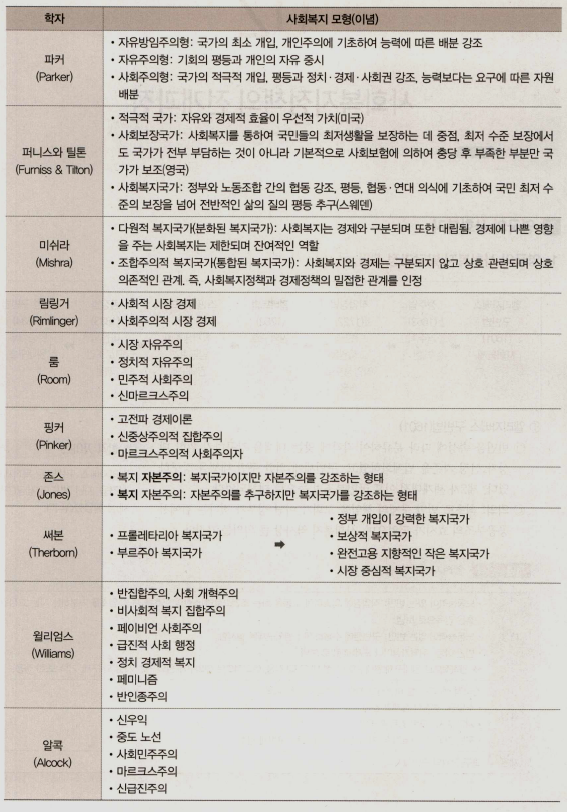 학자 사회복지 모형(이념)
파커
(Parker)
• 자유방임주의형: 국가의 최소 개입, 개인주의에 기초하여 능력에 따른 배분 강조
• 자유주의형: 기회의 평등과 개인의 자유 중시
• 사회주의형: 국가의 적극적 개입, 평등과 정치·경제·사회권 강조, 능력보다는 요구에 따른 자원
배분
퍼니스와 틸톤
(Furniss & Tilton)
• 적극적 국가: 자유와 경제적 효율이 우선적 가치(미국)
• 사회보장국가: 사회복지를 통하여 국민들의 최저생활을 보장하는 데 중점, 최저 수준 보장에서
도 국가가 전부 부담하는 것이 아니라 기본적으로 사회보험에 의하여 충당 후 부족한 부분만 국
가가 보조(영국)
• 사회복지국가: 정부와 노동조합 간의 협동 강조, 평등, 협동·연대 의식에 기초하여 국민 최저 수
준의 보장을 넘어 전반적인 삶의 질의 평등 추구(스웨덴)
미쉬라
(Mishra)
• 다원적 복지국가(분화된 복지국가): 사회복지는 경제와 구분되며 또한 대립됨, 경제에 나쁜 영향
을 주는 사회복지는 제한되며 잔여적인 역할
• 조합주의적 복지국가(통합된 복지국가): 사회복지와 경제는 구분되지 않고 상호 관련되며 상호
의존적인 관계, 즉, 사회복지정책과 경제정책의 밀접한 관계를 인정
림링거
(Rimlinger)
• 사회적 시장 경제
• 사회주의적 시장 경제
룸
(Room)
• 시장 자유주의
• 정치적 자유주의
• 민주적 사회주의
• 신마르크스주의
핑커
(Pinker)
• 고전파 경제이론
• 신중상주의적 집합주의
• 마르크스주의적 사회주의자
존스
(Jones)
• 복지 자본주의: 복지국가이지만 자본주의를 강조하는 형태
• 복지 자본주의: 자본주의를 추구하지만 복지국가를 강조하는 형태
써본
(Therborn)
• 프롤레타리아 복지국가
• 부르주아 복지국가
➡
• 정부 개입이 강력한 복지국가
• 보상적 복지국가
• 완전고용 지향적인 작은 복지국가
• 시장 중심적 복지국가
윌리엄스
(Williams)
• 반집합주의, 사회 개혁주의
• 비사회적 복지 집합주의
• 페이비언 사회주의
• 급진적 사회 행정
• 정치 경제적 복지
• 페미니즘
• 반인종주의
알콕
(Alcock)
• 신우익
• 중도 노선
• 사회민주주의
• 마르크스주의
• 신급진주의